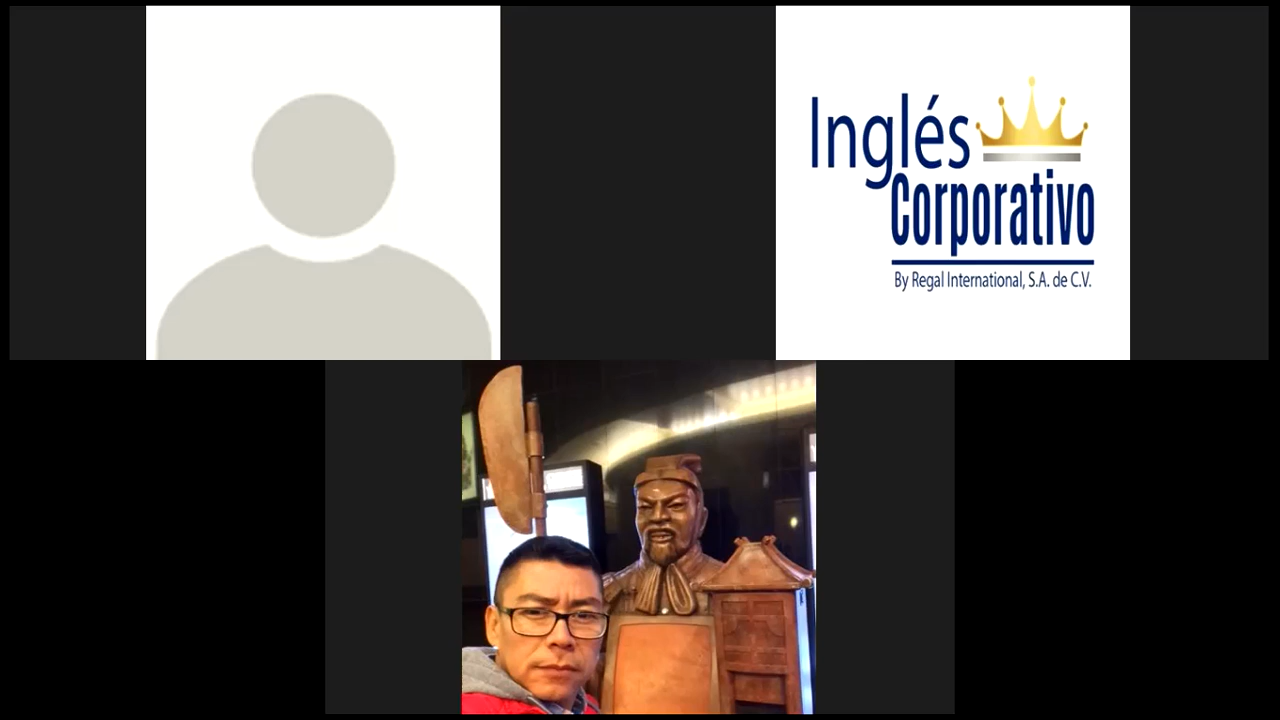 Inglés
Corporativo
By Regal International, S.A. de C.V.